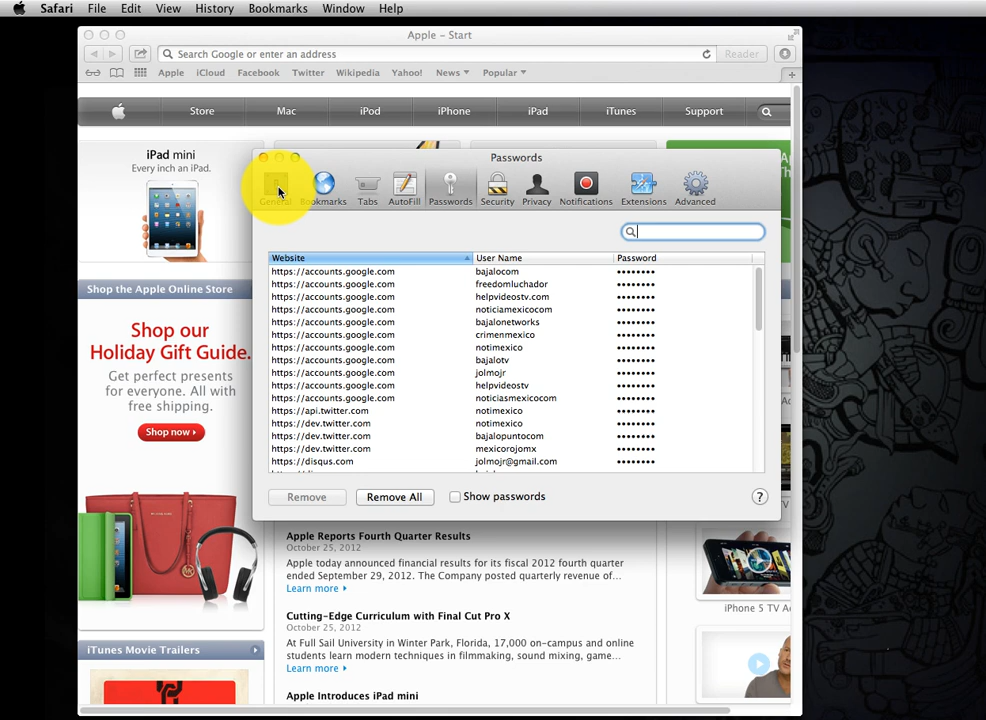 Safari File Edit View History Bookmarks Window Help
Apple – Start
Search Google or enter an address
Reader
Apple iCloud Facebook Twitter Wikipedia Yahoo! News Popular
Store Mac iPod iPhone iPad iTunes Support
iPad mini
Every inch an iPad.
Passwords
General Bookmarks Tabs AutoFill Passwords Security Privacy Notifications Extensions Advanced
Website User Name Password
https://accounts.google.com bajalocom ••••••••
https://accounts.google.com freedomluchador ••••••••
https://accounts.google.com helpvideostv.com ••••••••
https://accounts.google.com noticiamexicocom ••••••••
https://accounts.google.com bajalonetworks ••••••••
https://accounts.google.com crimenmexico ••••••••
https://accounts.google.com notimexico ••••••••
https://accounts.google.com bajalotv ••••••••
https://accounts.google.com jolmojr ••••••••
https://accounts.google.com helpvideostv ••••••••
https://accounts.google.com noticiasmexicocom ••••••••
https://api.twitter.com notimexico ••••••••
https://dev.twitter.com notimexico ••••••••
https://dev.twitter.com bajalopuntocom ••••••••
https://dev.twitter.com mexicorojomx ••••••••
https://disqus.com jolmojr@gmail.com ••••••••
Remove Remove All Show passwords ?
Shop the Apple Online Store
Shop our
Holiday Gift Guide.
Get perfect presents
for everyone. All with
free shipping.
Shop now
Apple Reports Fourth Quarter Results
October 25, 2012
Apple today announced financial results for its fiscal 2012 fourth quarter
ended September 29, 2012. The Company posted quarterly revenue of...
Learn more
Cutting-Edge Curriculum with Final Cut Pro X
October 25, 2012
At Full Sail University in Winter Park, Florida, 17,000 on-campus and online
students learn modern techniques in filmmaking, sound mixing, game...
Learn more
Apple Introduces iPad mini
iPhone 5 TV
iTunes Movie Trailers